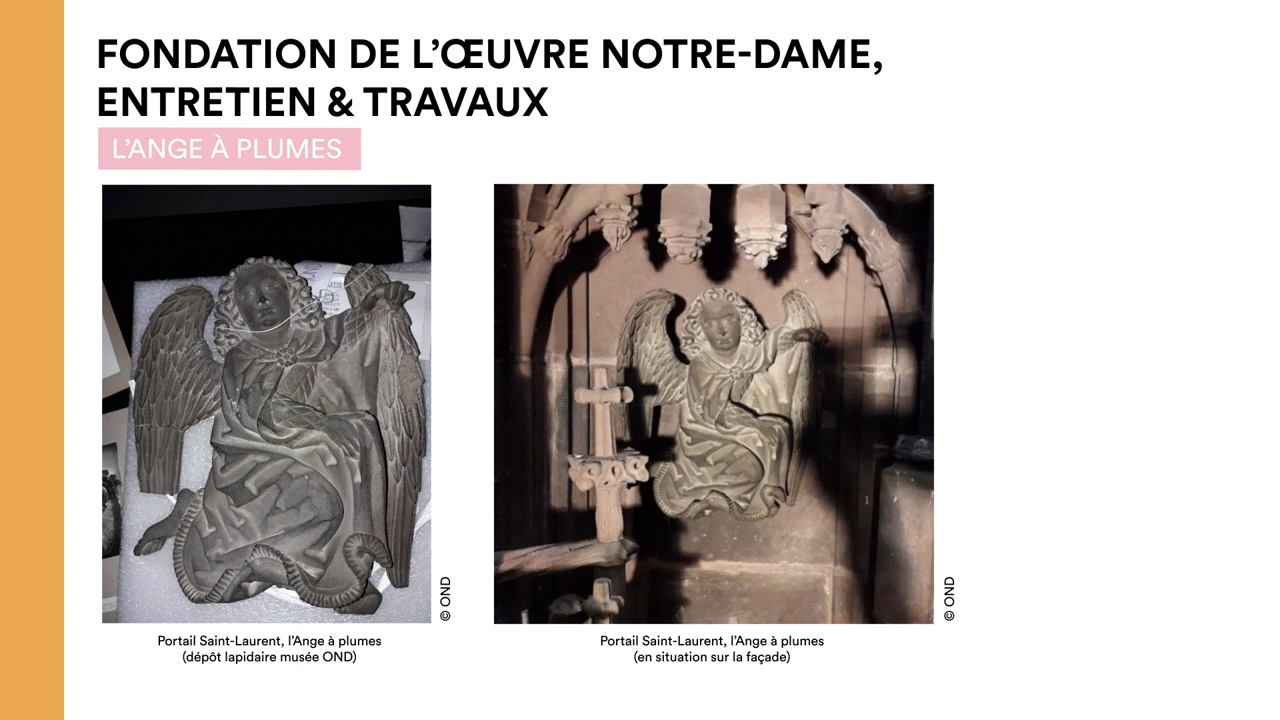 FONDATION DE L’ŒUVRE NOTRE-DAME,
ENTRETIEN & TRAVAUX
L’ANGE À PLUMES
© OND
Portail Saint-Laurent, l’Ange à plumes
(dépôt lapidaire musée OND)
© OND
Portail Saint-Laurent, l’Ange à plumes
(en situation sur la façade)